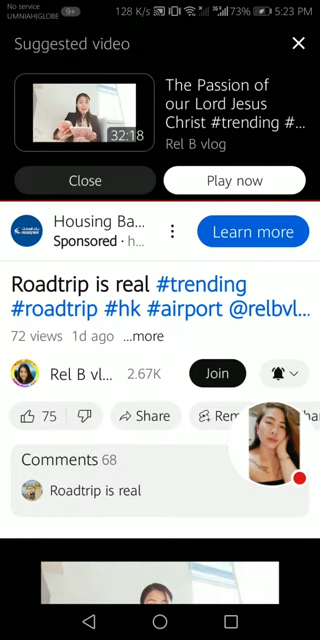 No service
UMNIAH|GLOBE
9+
128 K/s
73%
5:23 PM
Suggested video
The Passion of
our Lord Jesus
Christ #trending #...
32:18
Rel B vlog
Close
Play now
Housing Ba...
Sponsored · h...
Learn more
Roadtrip is real #trending
#roadtrip #hk #airport @relbvl...
72 views 1d ago ...more
Rel B vl... 2.67K
Join
75
Share
Comments 68
Roadtrip is real